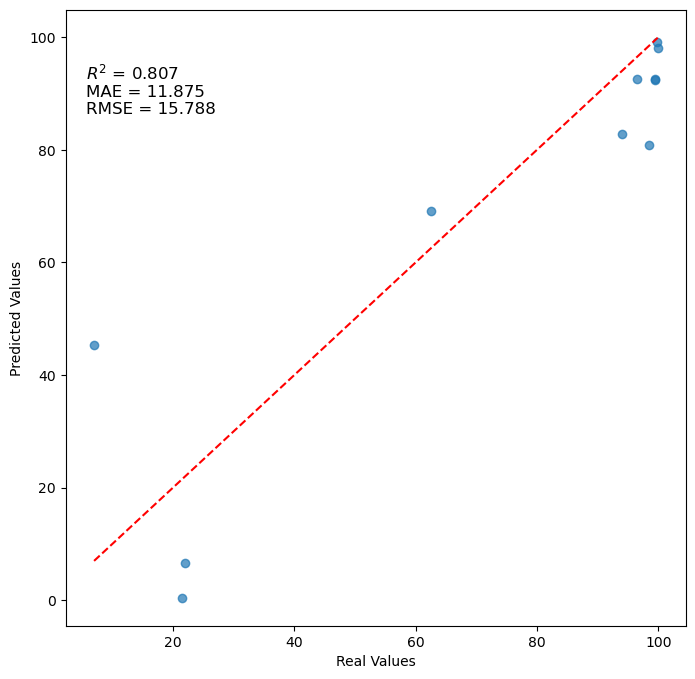 R² = 0.807
MAE = 11.875
RMSE = 15.788
100
80
60
40
20
0
Predicted Values
20 40 60 80 100
Real Values